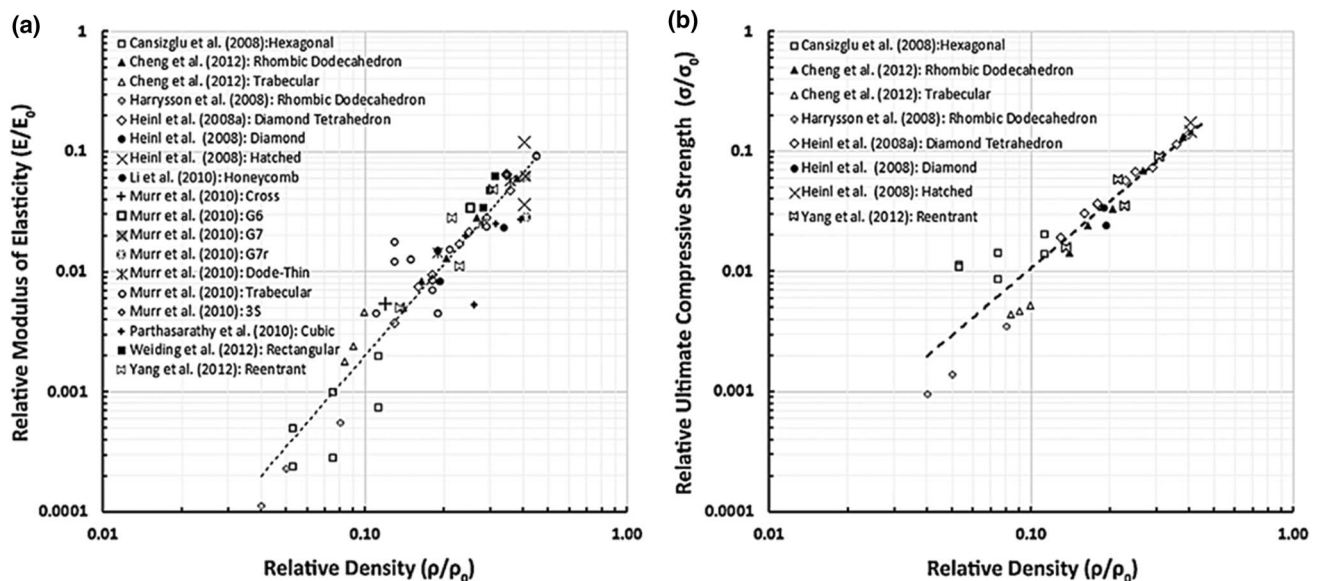 (a)
1
0.1
0.01
0.001
0.0001
Relative Modulus of Elasticity (E/E0)
Cansizglu et al. (2008):Hexagonal
Cheng et al. (2012): Rhombic Dodecahedron
Cheng et al. (2012): Trabecular
Harrysson et al. (2008): Rhombic Dodecahedron
Heinl et al. (2008a): Diamond Tetrahedron
Heinl et al. (2008): Diamond
Heinl et al. (2008): Hatched
Li et al. (2010): Honeycomb
Murr et al. (2010): Cross
Murr et al. (2010): G6
Murr et al. (2010): G7
Murr et al. (2010): G7r
Murr et al. (2010): Dode-Thin
Murr et al. (2010): Trabecular
Murr et al. (2010): 3S
Parthasarathy et al. (2010): Cubic
Weiding et al. (2012): Rectangular
Yang et al. (2012): Reentrant
0.01 0.10 1.00
Relative Density (ρ/ρ0)
(b)
1
0.1
0.01
0.001
0.0001
Relative Ultimate Compressive Strength (σ/σ0)
Cansizglu et al. (2008):Hexagonal
Cheng et al. (2012): Rhombic Dodecahedron
Cheng et al. (2012): Trabecular
Harrysson et al. (2008): Rhombic Dodecahedron
Heinl et al. (2008a): Diamond Tetrahedron
Heinl et al. (2008): Diamond
Heinl et al. (2008): Hatched
Yang et al. (2012): Reentrant
0.01 0.10 1.00
Relative Density (ρ/ρ0)